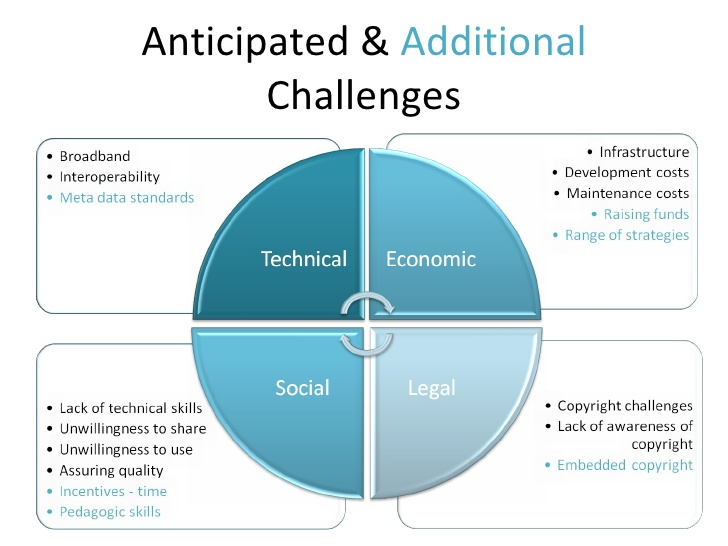 Anticipated & Additional
Challenges
• Broadband
• Interoperability
• Meta data standards
• Infrastructure
• Development costs
• Maintenance costs
• Raising funds
• Range of strategies
Technical
Economic
Social
Legal
• Lack of technical skills
• Unwillingness to share
• Unwillingness to use
• Assuring quality
• Incentives - time
• Pedagogic skills
• Copyright challenges
• Lack of awareness of
copyright
• Embedded copyright